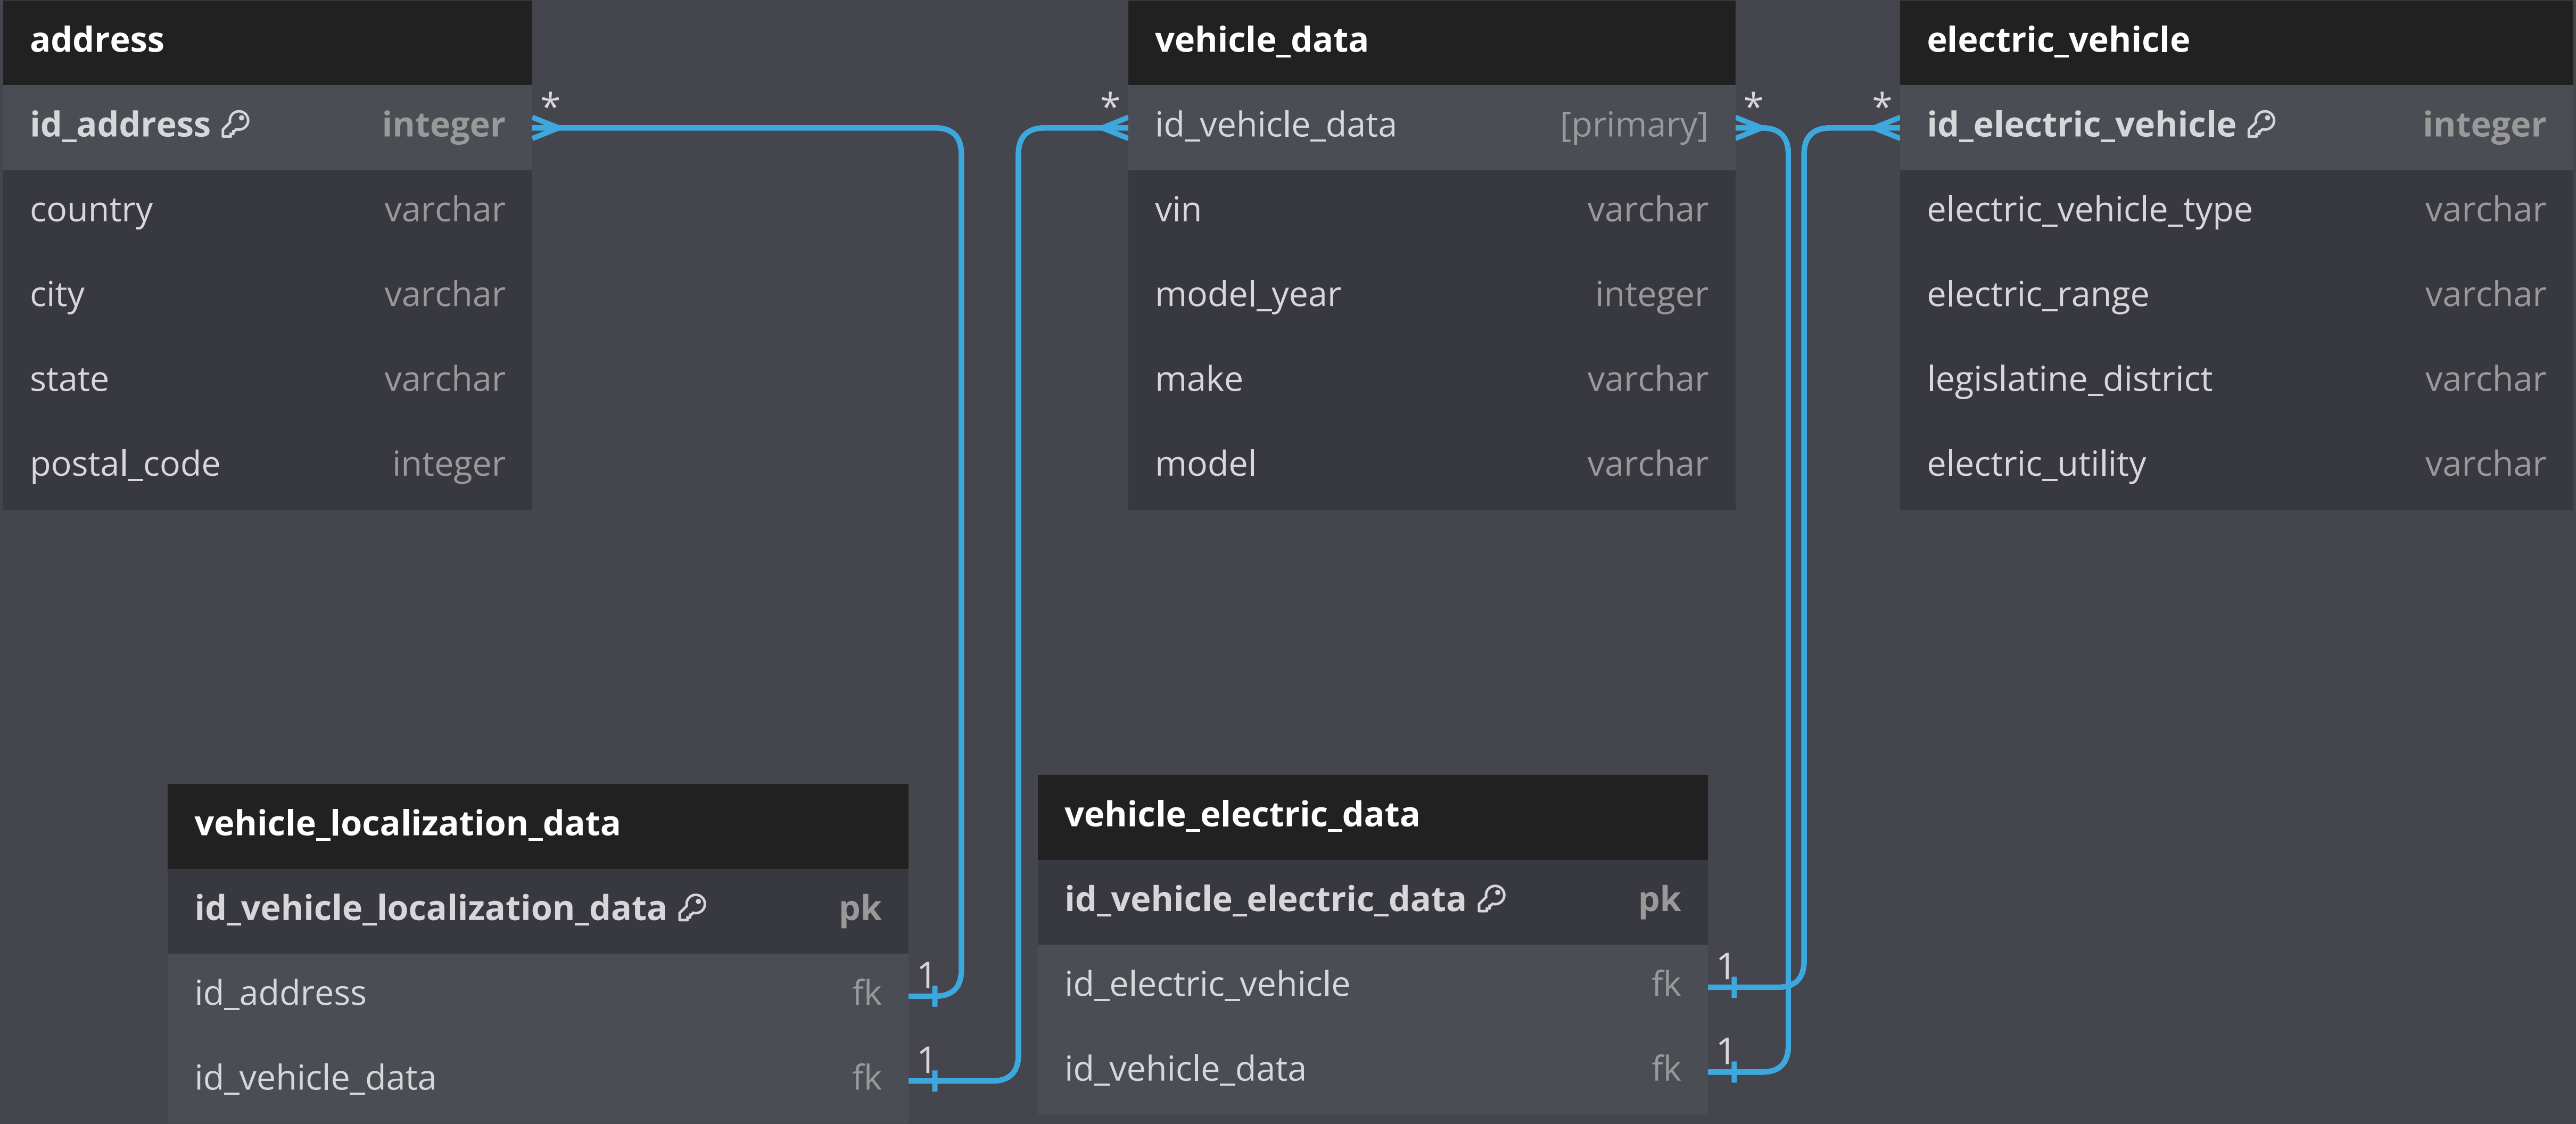 address
id_address integer
country varchar
city varchar
state varchar
postal_code integer
*
*
vehicle_data
id_vehicle_data [primary]
vin varchar
model_year integer
make varchar
model varchar
*
*
electric_vehicle
id_electric_vehicle integer
electric_vehicle_type varchar
electric_range varchar
legislatine_district varchar
electric_utility varchar
vehicle_localization_data
id_vehicle_localization_data pk
id_address fk
1
id_vehicle_data fk
1
vehicle_electric_data
id_vehicle_electric_data pk
id_electric_vehicle fk
1
id_vehicle_data fk
1